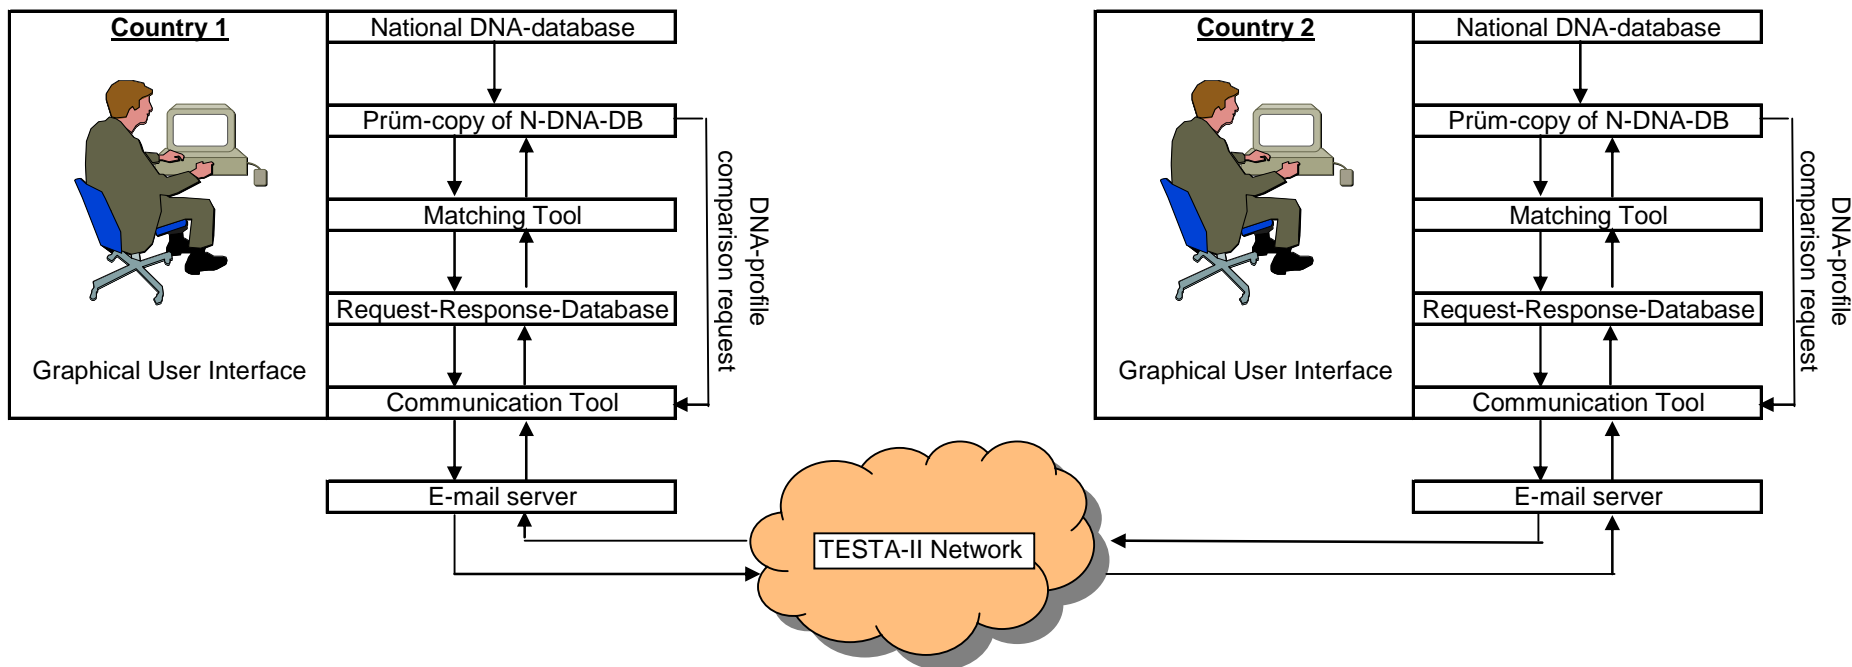 Country 1
National DNA-database
Prüm-copy of N-DNA-DB
Matching Tool
Request-Response-Database
Graphical User Interface
Communication Tool
E-mail server
DNA-profile
comparison request
TESTA-II Network
Country 2
National DNA-database
Prüm-copy of N-DNA-DB
Matching Tool
Request-Response-Database
Graphical User Interface
Communication Tool
E-mail server
DNA-profile
comparison request